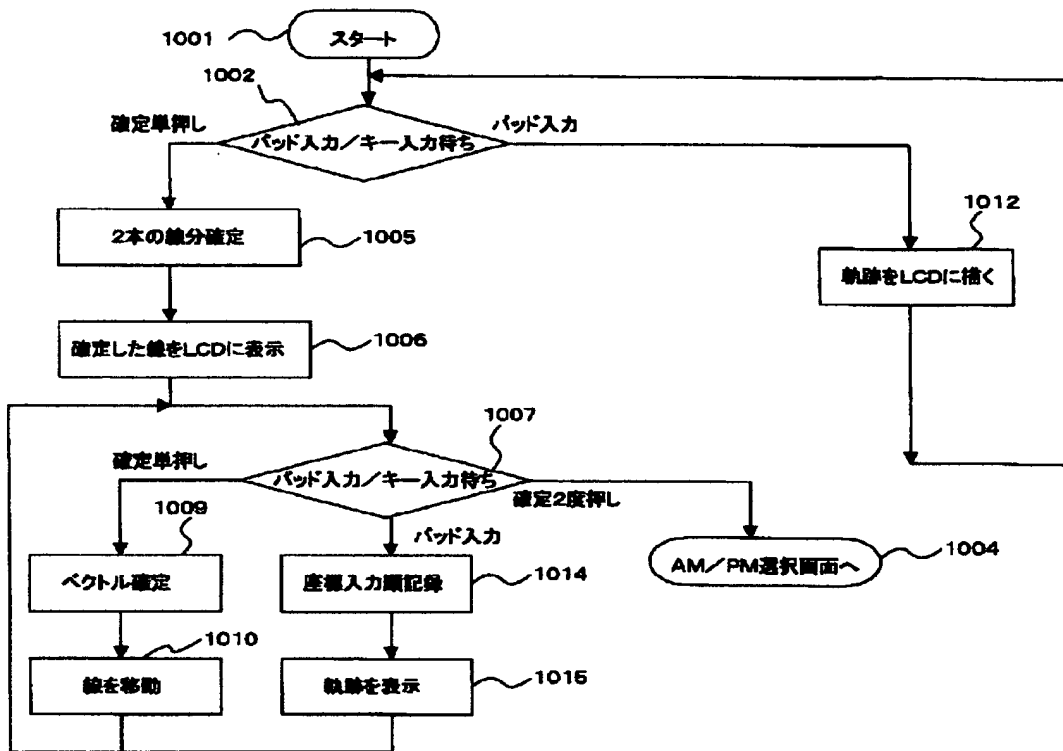 1001
スタート
1002
確定単押し
パッド入力／キー入力待ち
パッド入力
2本の線分確定
1005
1012
軌跡をLCDに描く
確定した線をLCDに表示
1006
1007
確定単押し
パッド入力／キー入力待ち
確定2度押し
1009
パッド入力
ベクトル確定
座標入力順記録
1014
AM／PM選択画面へ
1004
1010
線を移動
軌跡を表示
1015